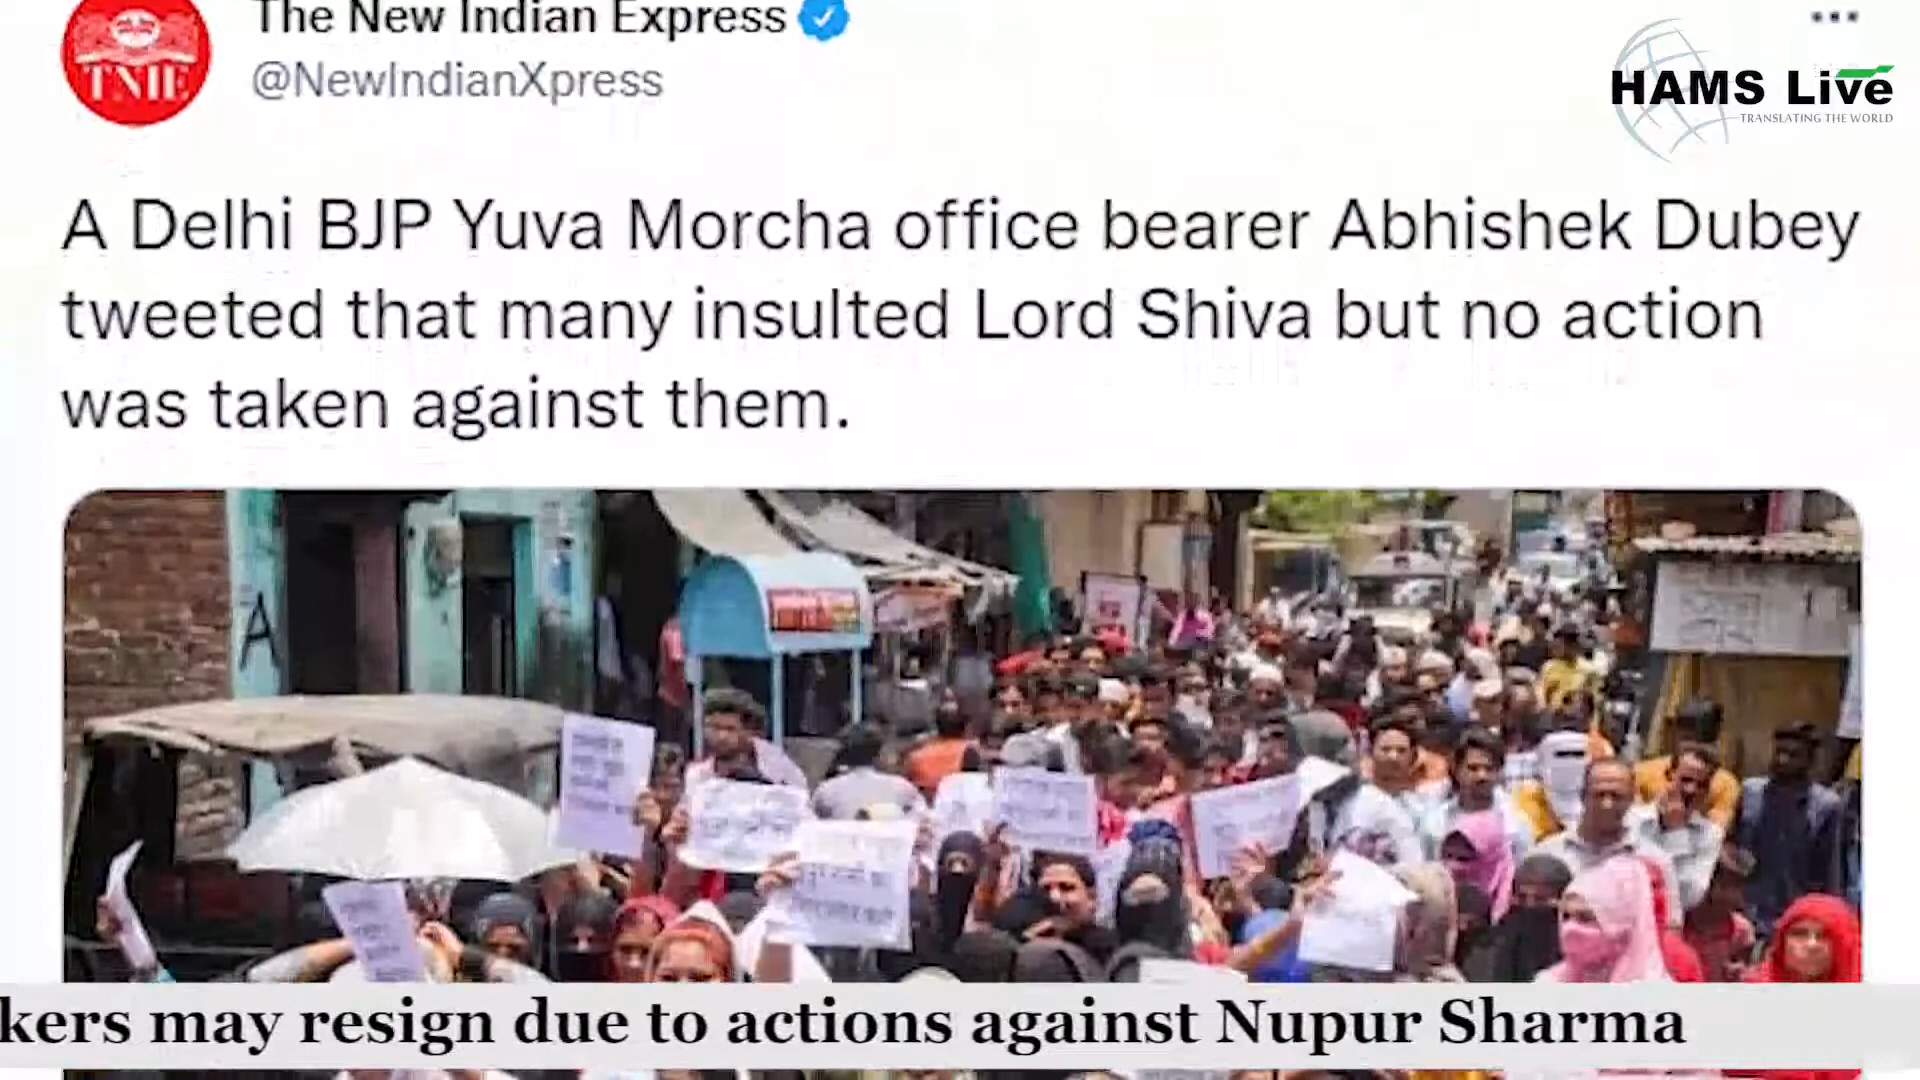 The New Indian Express
@NewIndianXpress
TNIE
HAMS Live
TRANSLATING THE WORLD
A Delhi BJP Yuva Morcha office bearer Abhishek Dubey
tweeted that many insulted Lord Shiva but no action
was taken against them.
A
kers may resign due to actions against Nupur Sharma